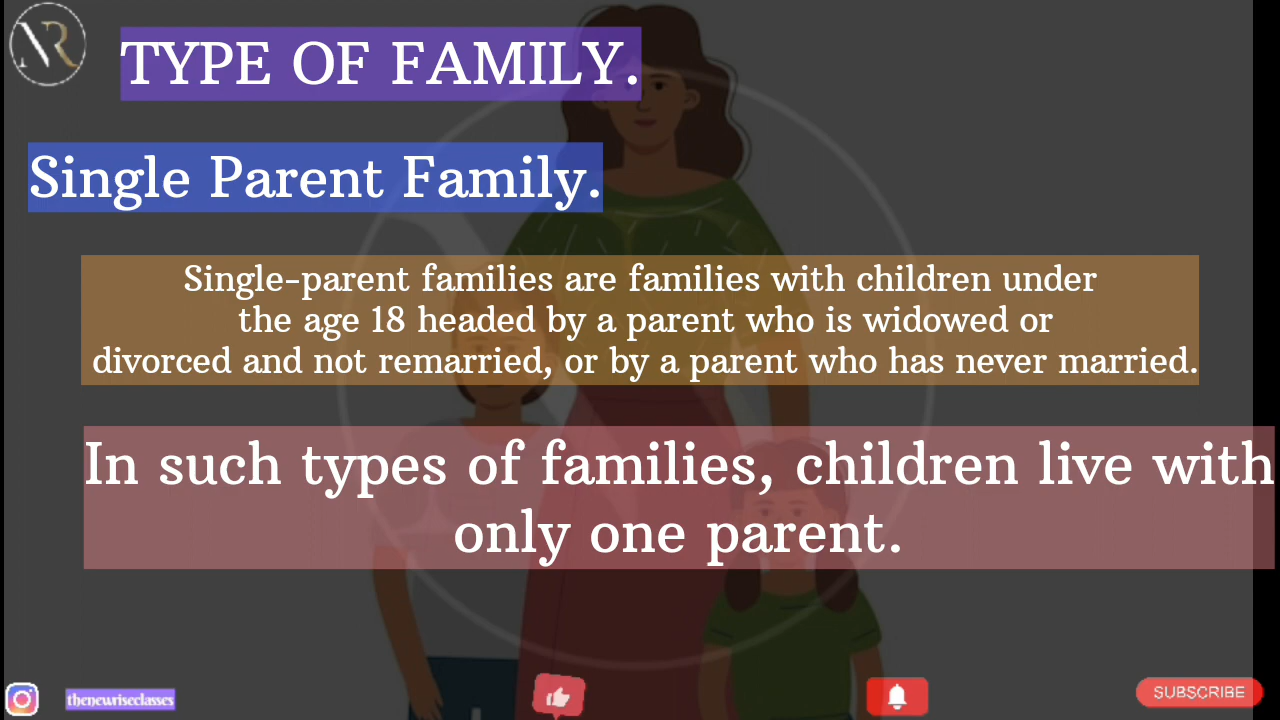 NR
TYPE OF FAMILY.
Single Parent Family.
Single-parent families are families with children under
the age 18 headed by a parent who is widowed or
divorced and not remarried, or by a parent who has never married.
In such types of families, children live with
only one parent.
thenewriseclasses
SUBSCRIBE